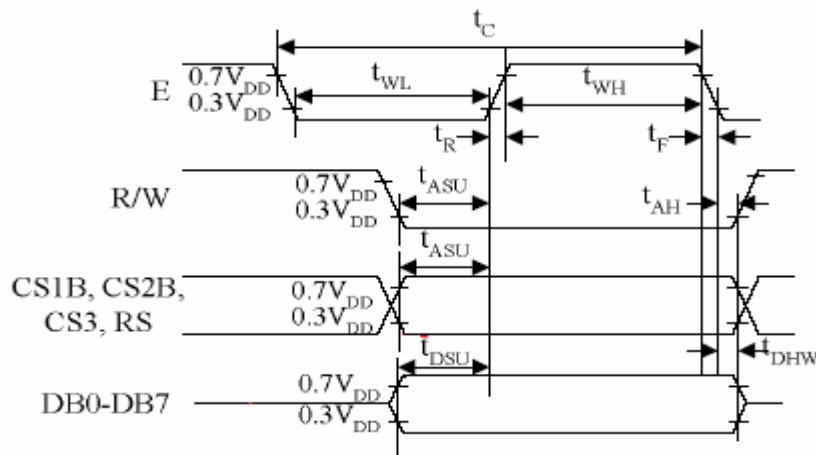 tC
E
0.7VDD
0.3VDD
tWL
tWH
tR
tF
R/W
0.7VDD
0.3VDD
tASU
tAH
tASU
CS1B, CS2B,
CS3, RS
0.7VDD
0.3VDD
tDSU
tDHW
DB0-DB7
0.7VDD
0.3VDD